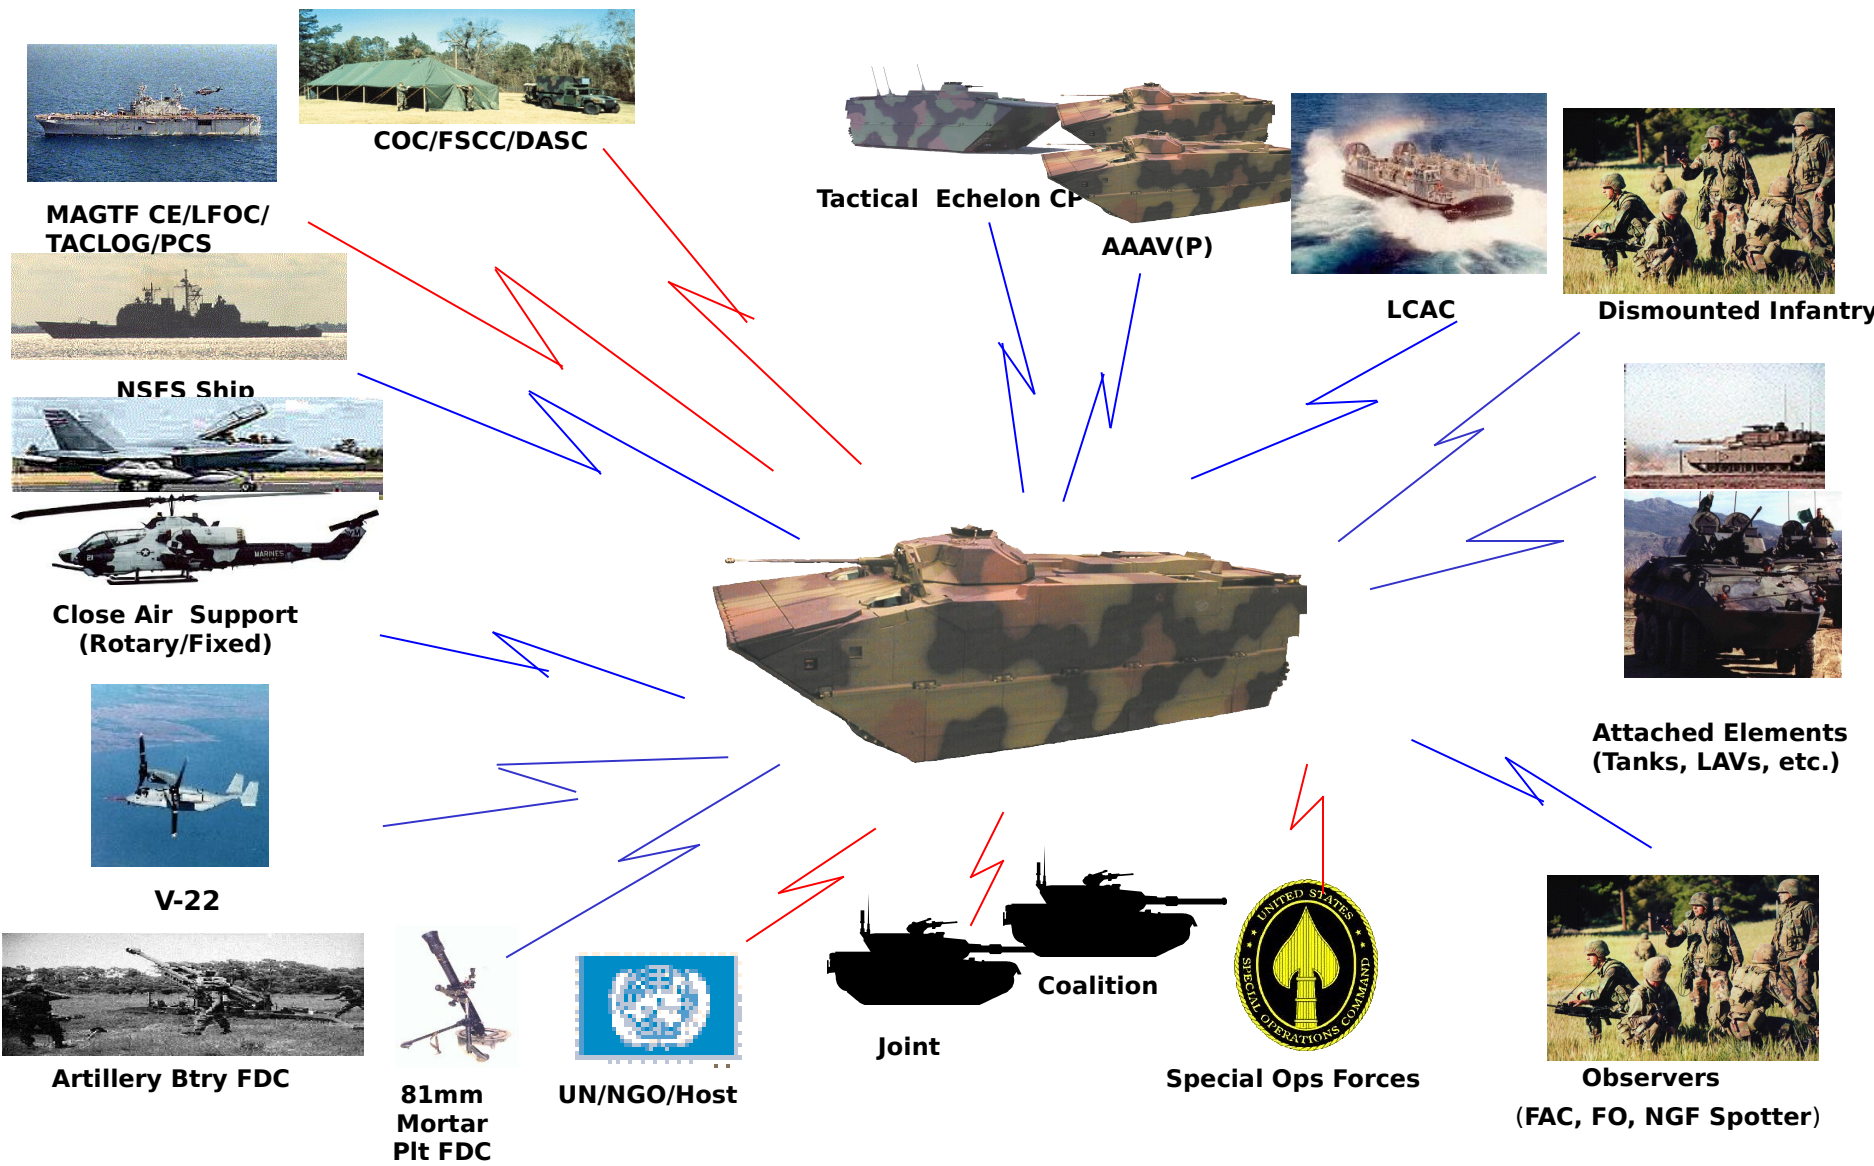 COC/FSCC/DASC
MAGTF CE/LFOC/
TACLOG/PCS
Tactical  Echelon CP
AAAV(P)
LCAC
Dismounted Infantry
NSFS Ship
MARINES
Close Air  Support
(Rotary/Fixed)
Attached Elements
(Tanks, LAVs, etc.)
V-22
UNITED STATES
SPECIAL OPERATIONS COMMAND
Coalition
Joint
Artillery Btry FDC
81mm
Mortar
Plt FDC
UN/NGO/Host
Special Ops Forces
Observers
(FAC, FO, NGF Spotter)